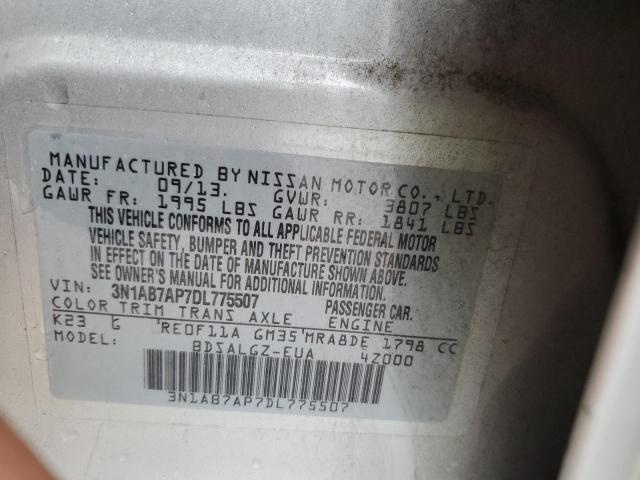 MANUFACTURED BY NISSAN MOTOR CO., LTD.
DATE: 09/13. GVWR: 3807 LBS
GAWR FR: 1995 LBS GAWR RR: 1841 LBS
THIS VEHICLE CONFORMS TO ALL APPLICABLE FEDERAL MOTOR
VEHICLE SAFETY, BUMPER AND THEFT PREVENTION STANDARDS
IN EFFECT ON THE DATE OF MANUFACTURE SHOWN ABOVE.
SEE OWNER'S MANUAL FOR ADDITIONAL INFORMATION.
VIN: 3N1AB7AP7DL775507 PASSENGER CAR.
COLOR TRIM TRANS AXLE ENGINE
K23 G 'RE0F11A GM35'MRA8DE 1798 CC
MODEL: BDSALGZ-EUA 4Z000
3N1AB7AP7DL775507